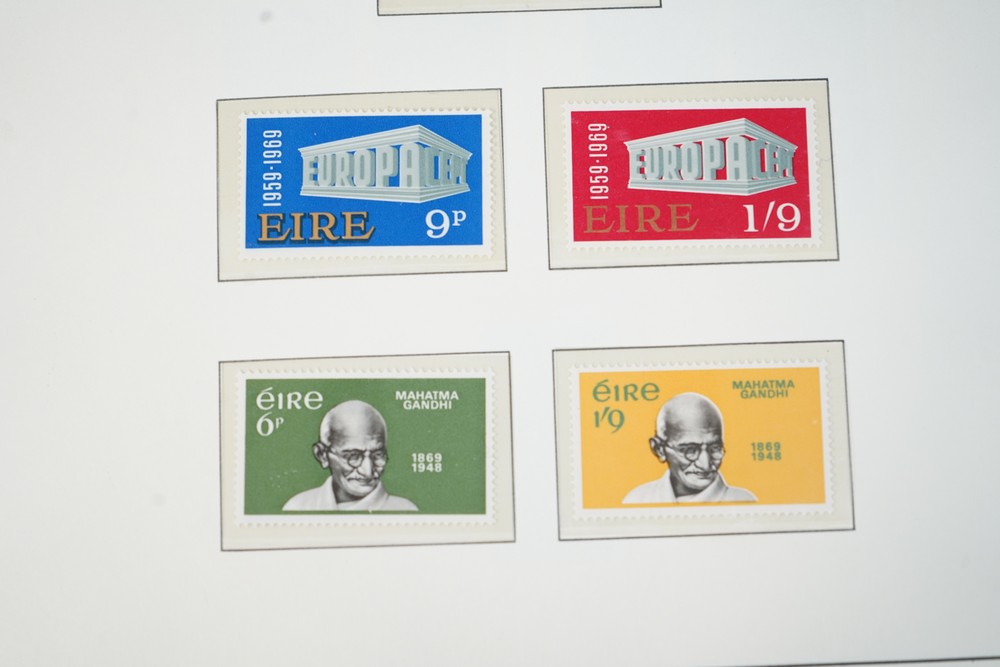 1959·1969
EUROPA CEPT
EIRE 9p
1959·1969
EUROPA CEPT
EIRE 1/9
éIRe
6p
MAHATMA
GANDHI
1869
1948
éIRe
1'9
MAHATMA
GANDHI
1869
1948